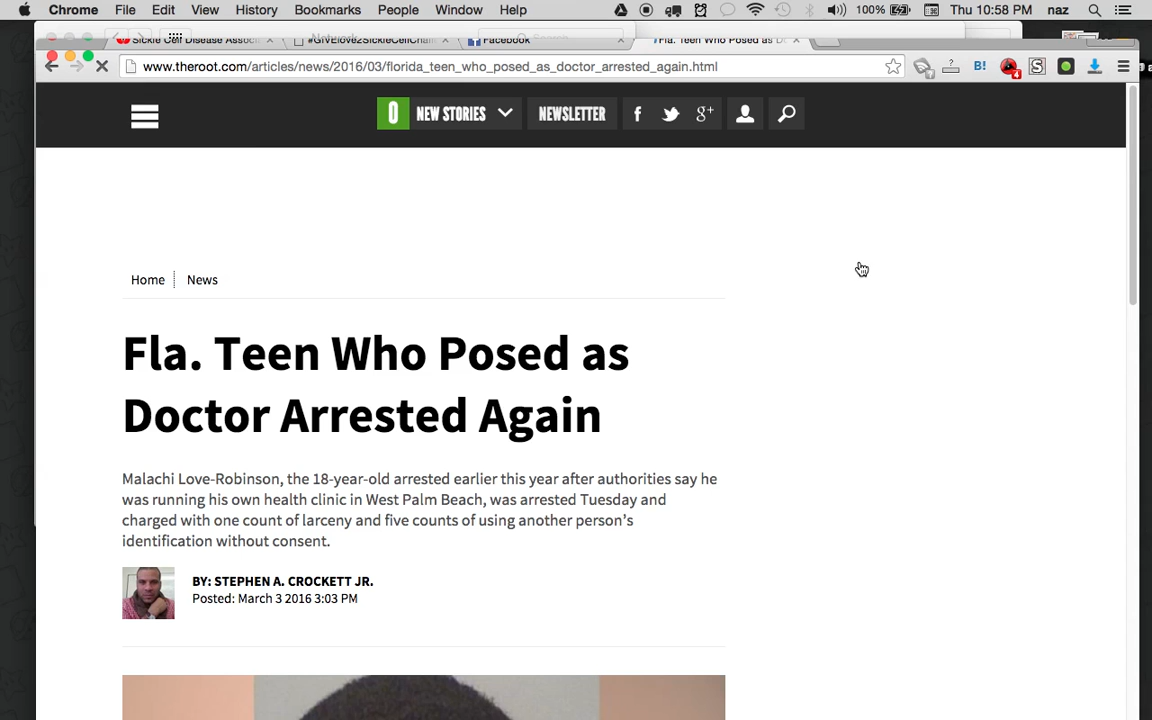 Chrome File Edit View History Bookmarks People Window Help 100% Thu 10:58 PM naz
Sickle Cell Disease Associ #GIVElove2SickleCellCham Facebook Fla. Teen Who Posed as D
www.theroot.com/articles/news/2016/03/florida_teen_who_posed_as_doctor_arrested_again.html B! 4 S
0 NEW STORIES NEWSLETTER f g+
Home News
Fla. Teen Who Posed as
Doctor Arrested Again
Malachi Love-Robinson, the 18-year-old arrested earlier this year after authorities say he
was running his own health clinic in West Palm Beach, was arrested Tuesday and
charged with one count of larceny and five counts of using another person's
identification without consent.
BY: STEPHEN A. CROCKETT JR.
Posted: March 3 2016 3:03 PM